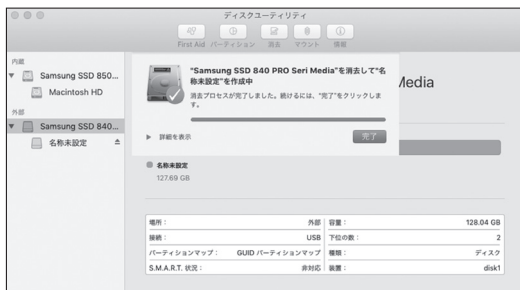 ディスクユーティリティ
First Aid パーティション 消去 マウント 情報
内蔵
Samsung SSD 850...
Macintosh HD
外部
Samsung SSD 840...
名称未設定
"Samsung SSD 840 PRO Seri Media"を消去して"名
称未設定"を作成中
消去プロセスが完了しました。続けるには、"完了"をクリックしま
す。
詳細を表示
完了
Media
名称未設定
127.69 GB
場所： 外部 容量： 128.04 GB
接続： USB 下位の数： 2
パーティションマップ： GUID パーティションマップ 種類： ディスク
S.M.A.R.T. 状況： 非対応 装置： disk1